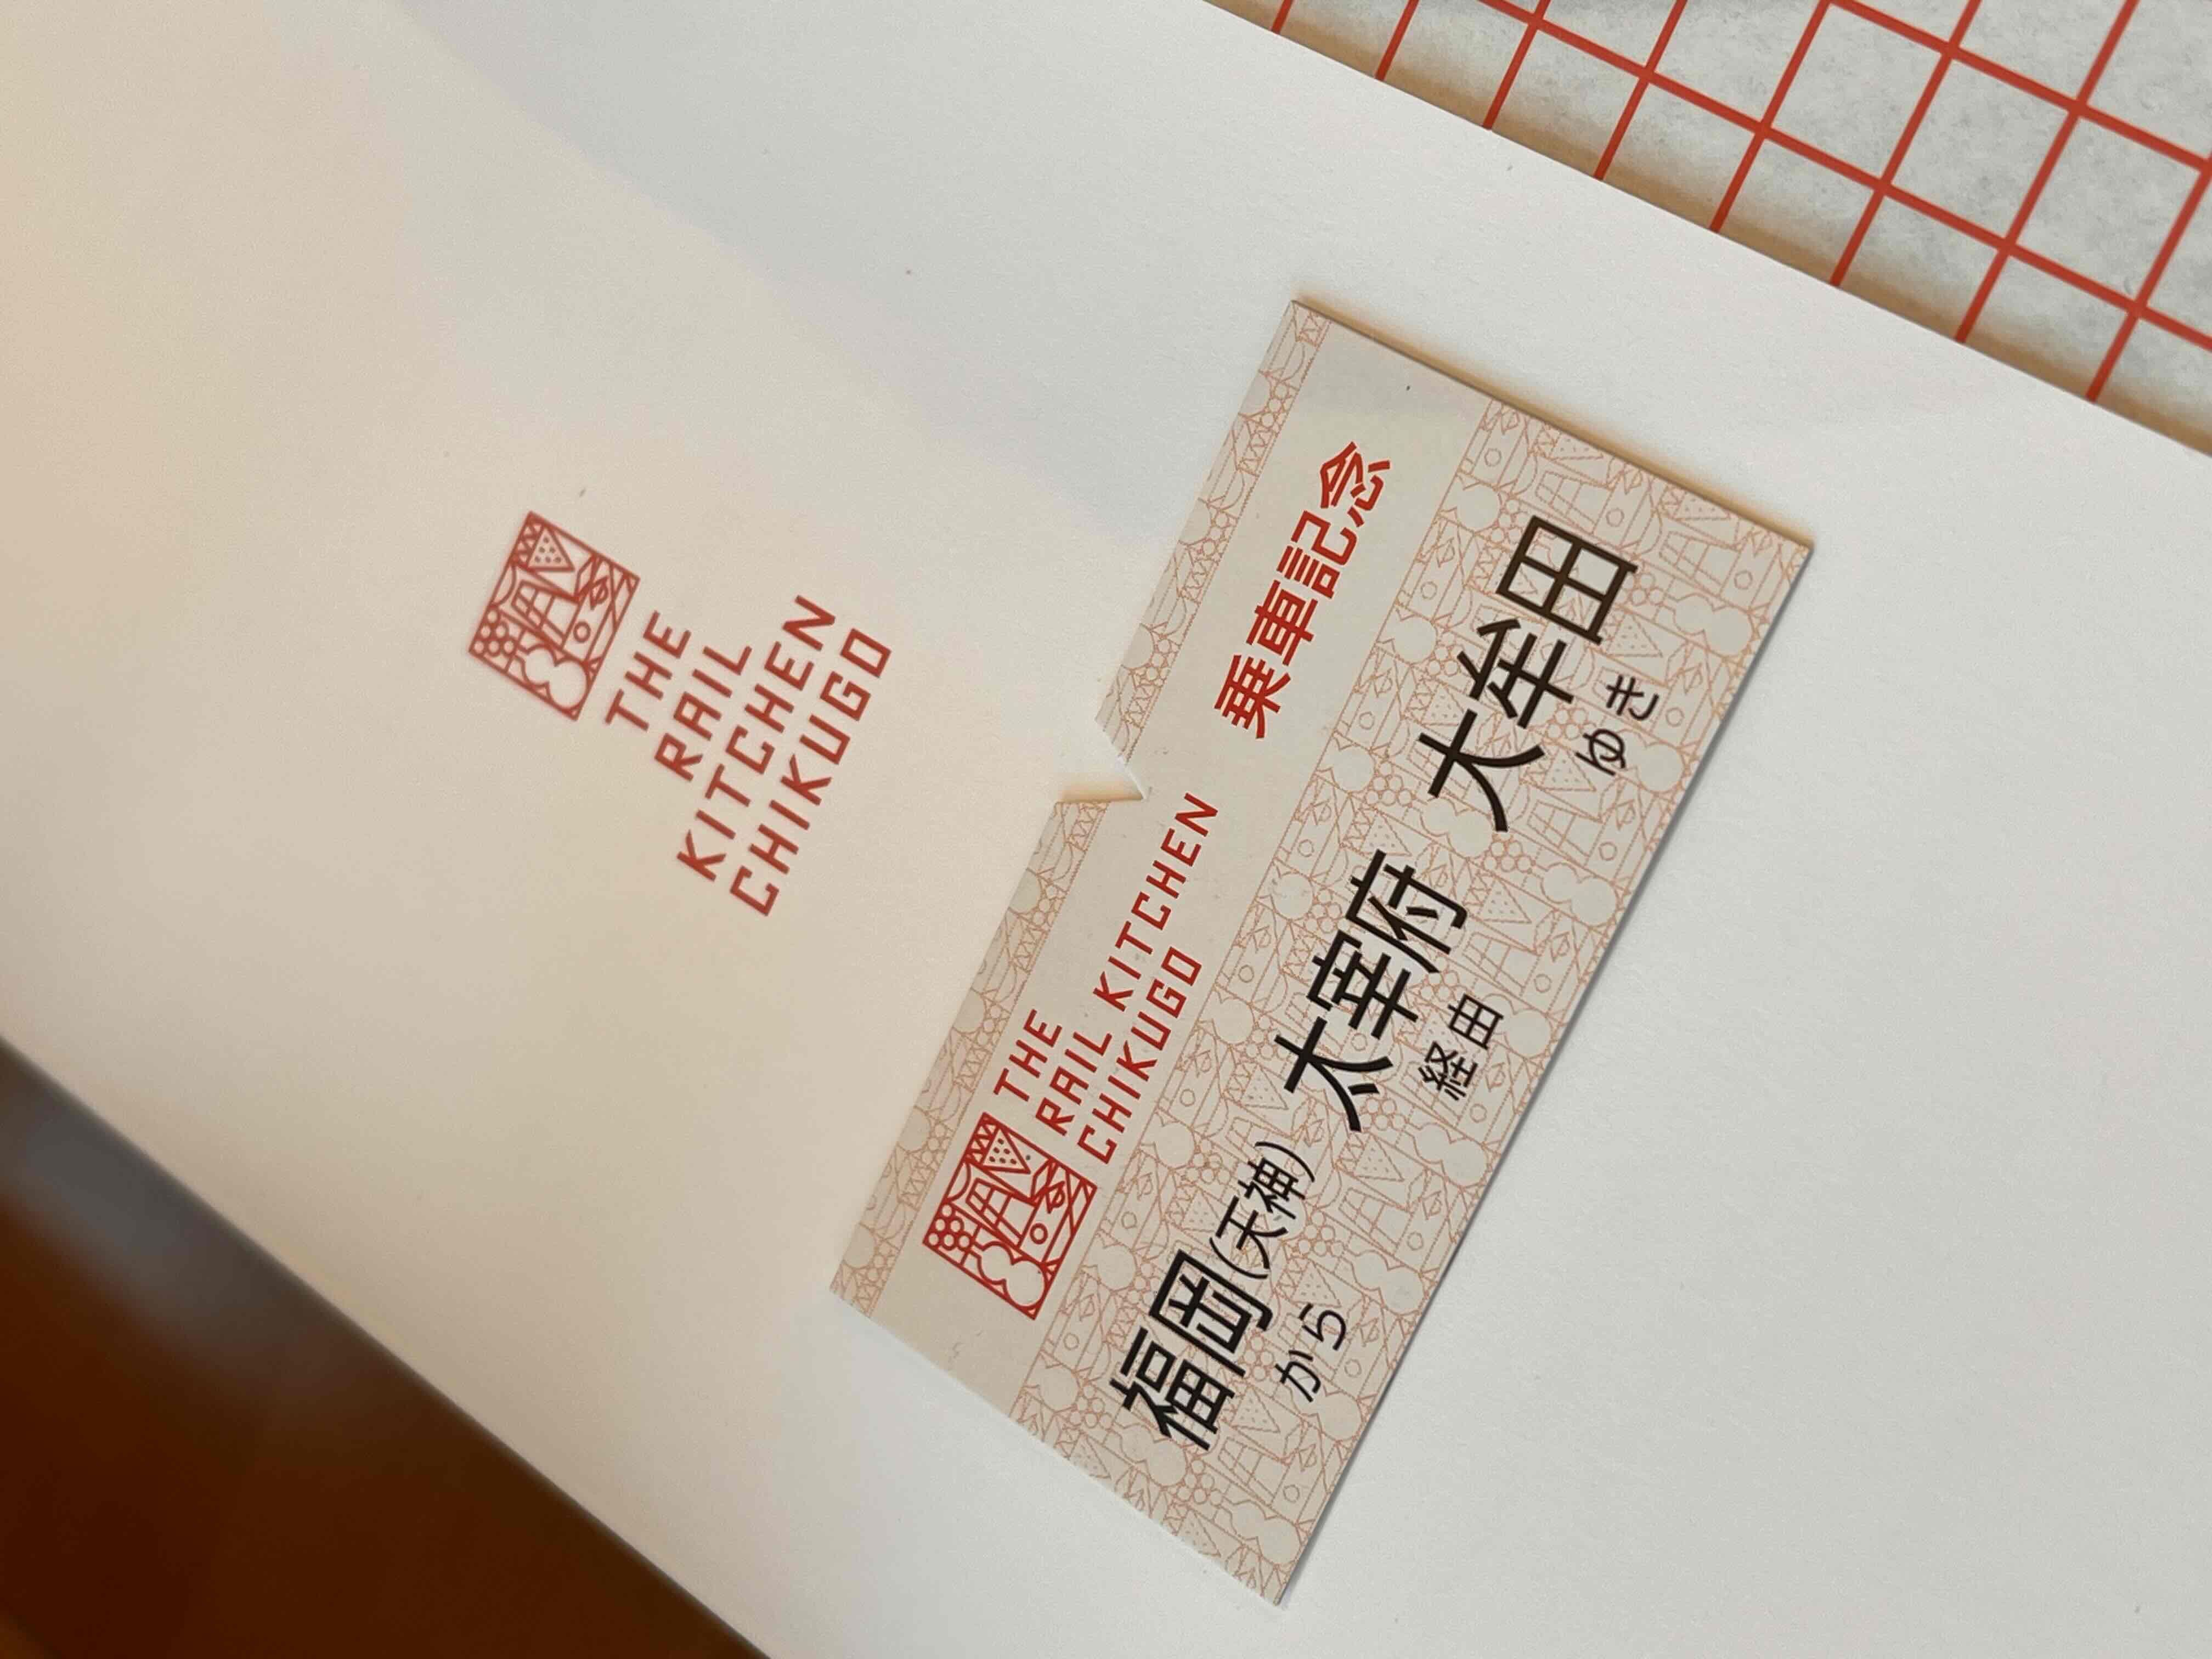 THE
RAIL
KITCHEN
CHIKUGO
THE
RAIL KITCHEN
CHIKUGO
乗車記念
福岡(天神) 太宰府 大牟田
から 経由 ゆき